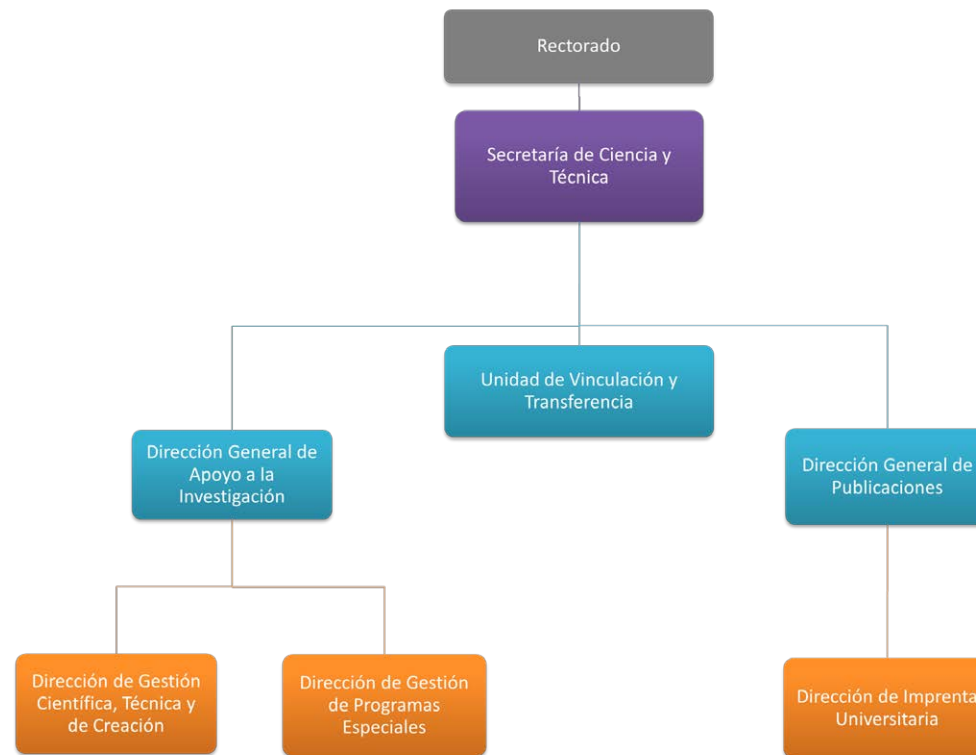 Rectorado
Secretaría de Ciencia y
Técnica
Unidad de Vinculación y
Transferencia
Dirección General de
Apoyo a la
Investigación
Dirección General de
Publicaciones
Dirección de Gestión
Científica, Técnica y
de Creación
Dirección de Gestión
de Programas
Especiales
Dirección de Imprenta
Universitaria